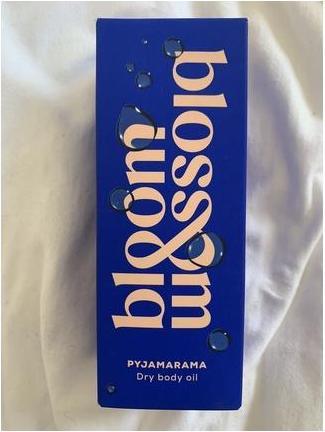 bloom
&
blossom
PYJAMARAMA
Dry body oil